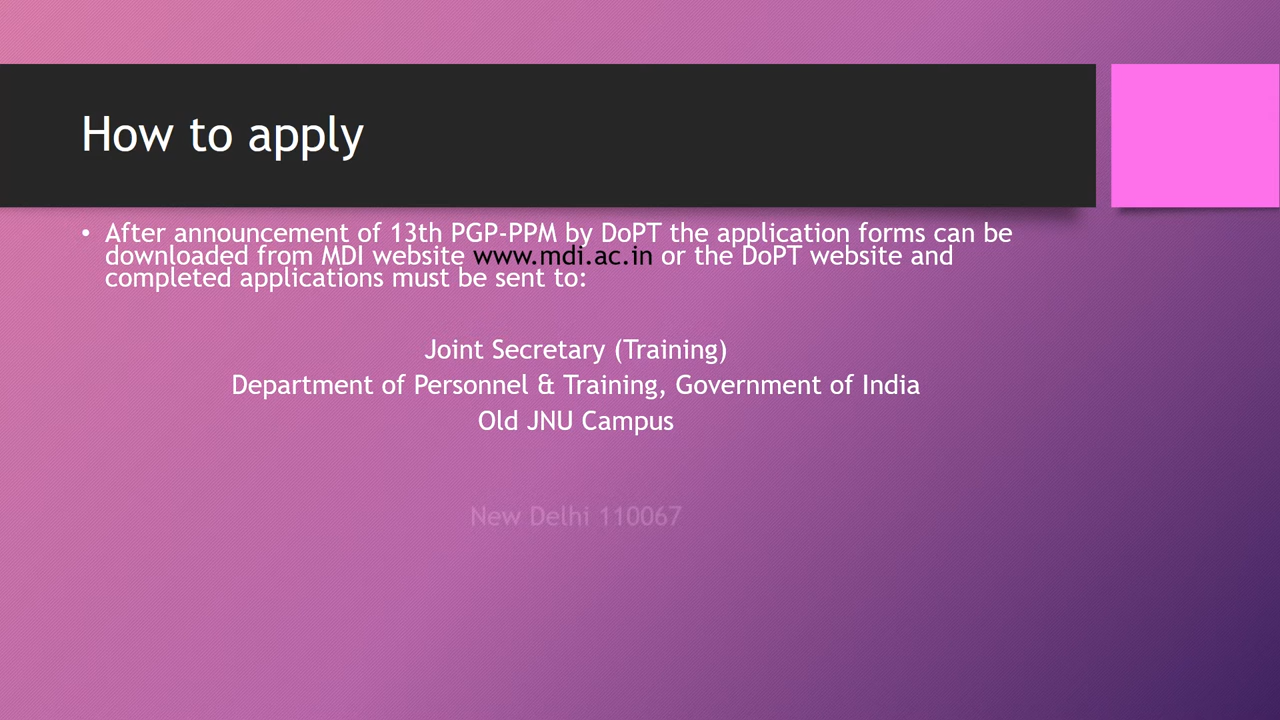 How to apply
• After announcement of 13th PGP-PPM by DoPT the application forms can be
downloaded from MDI website www.mdi.ac.in or the DoPT website and
completed applications must be sent to:
Joint Secretary (Training)
Department of Personnel & Training, Government of India
Old JNU Campus
New Delhi 110067